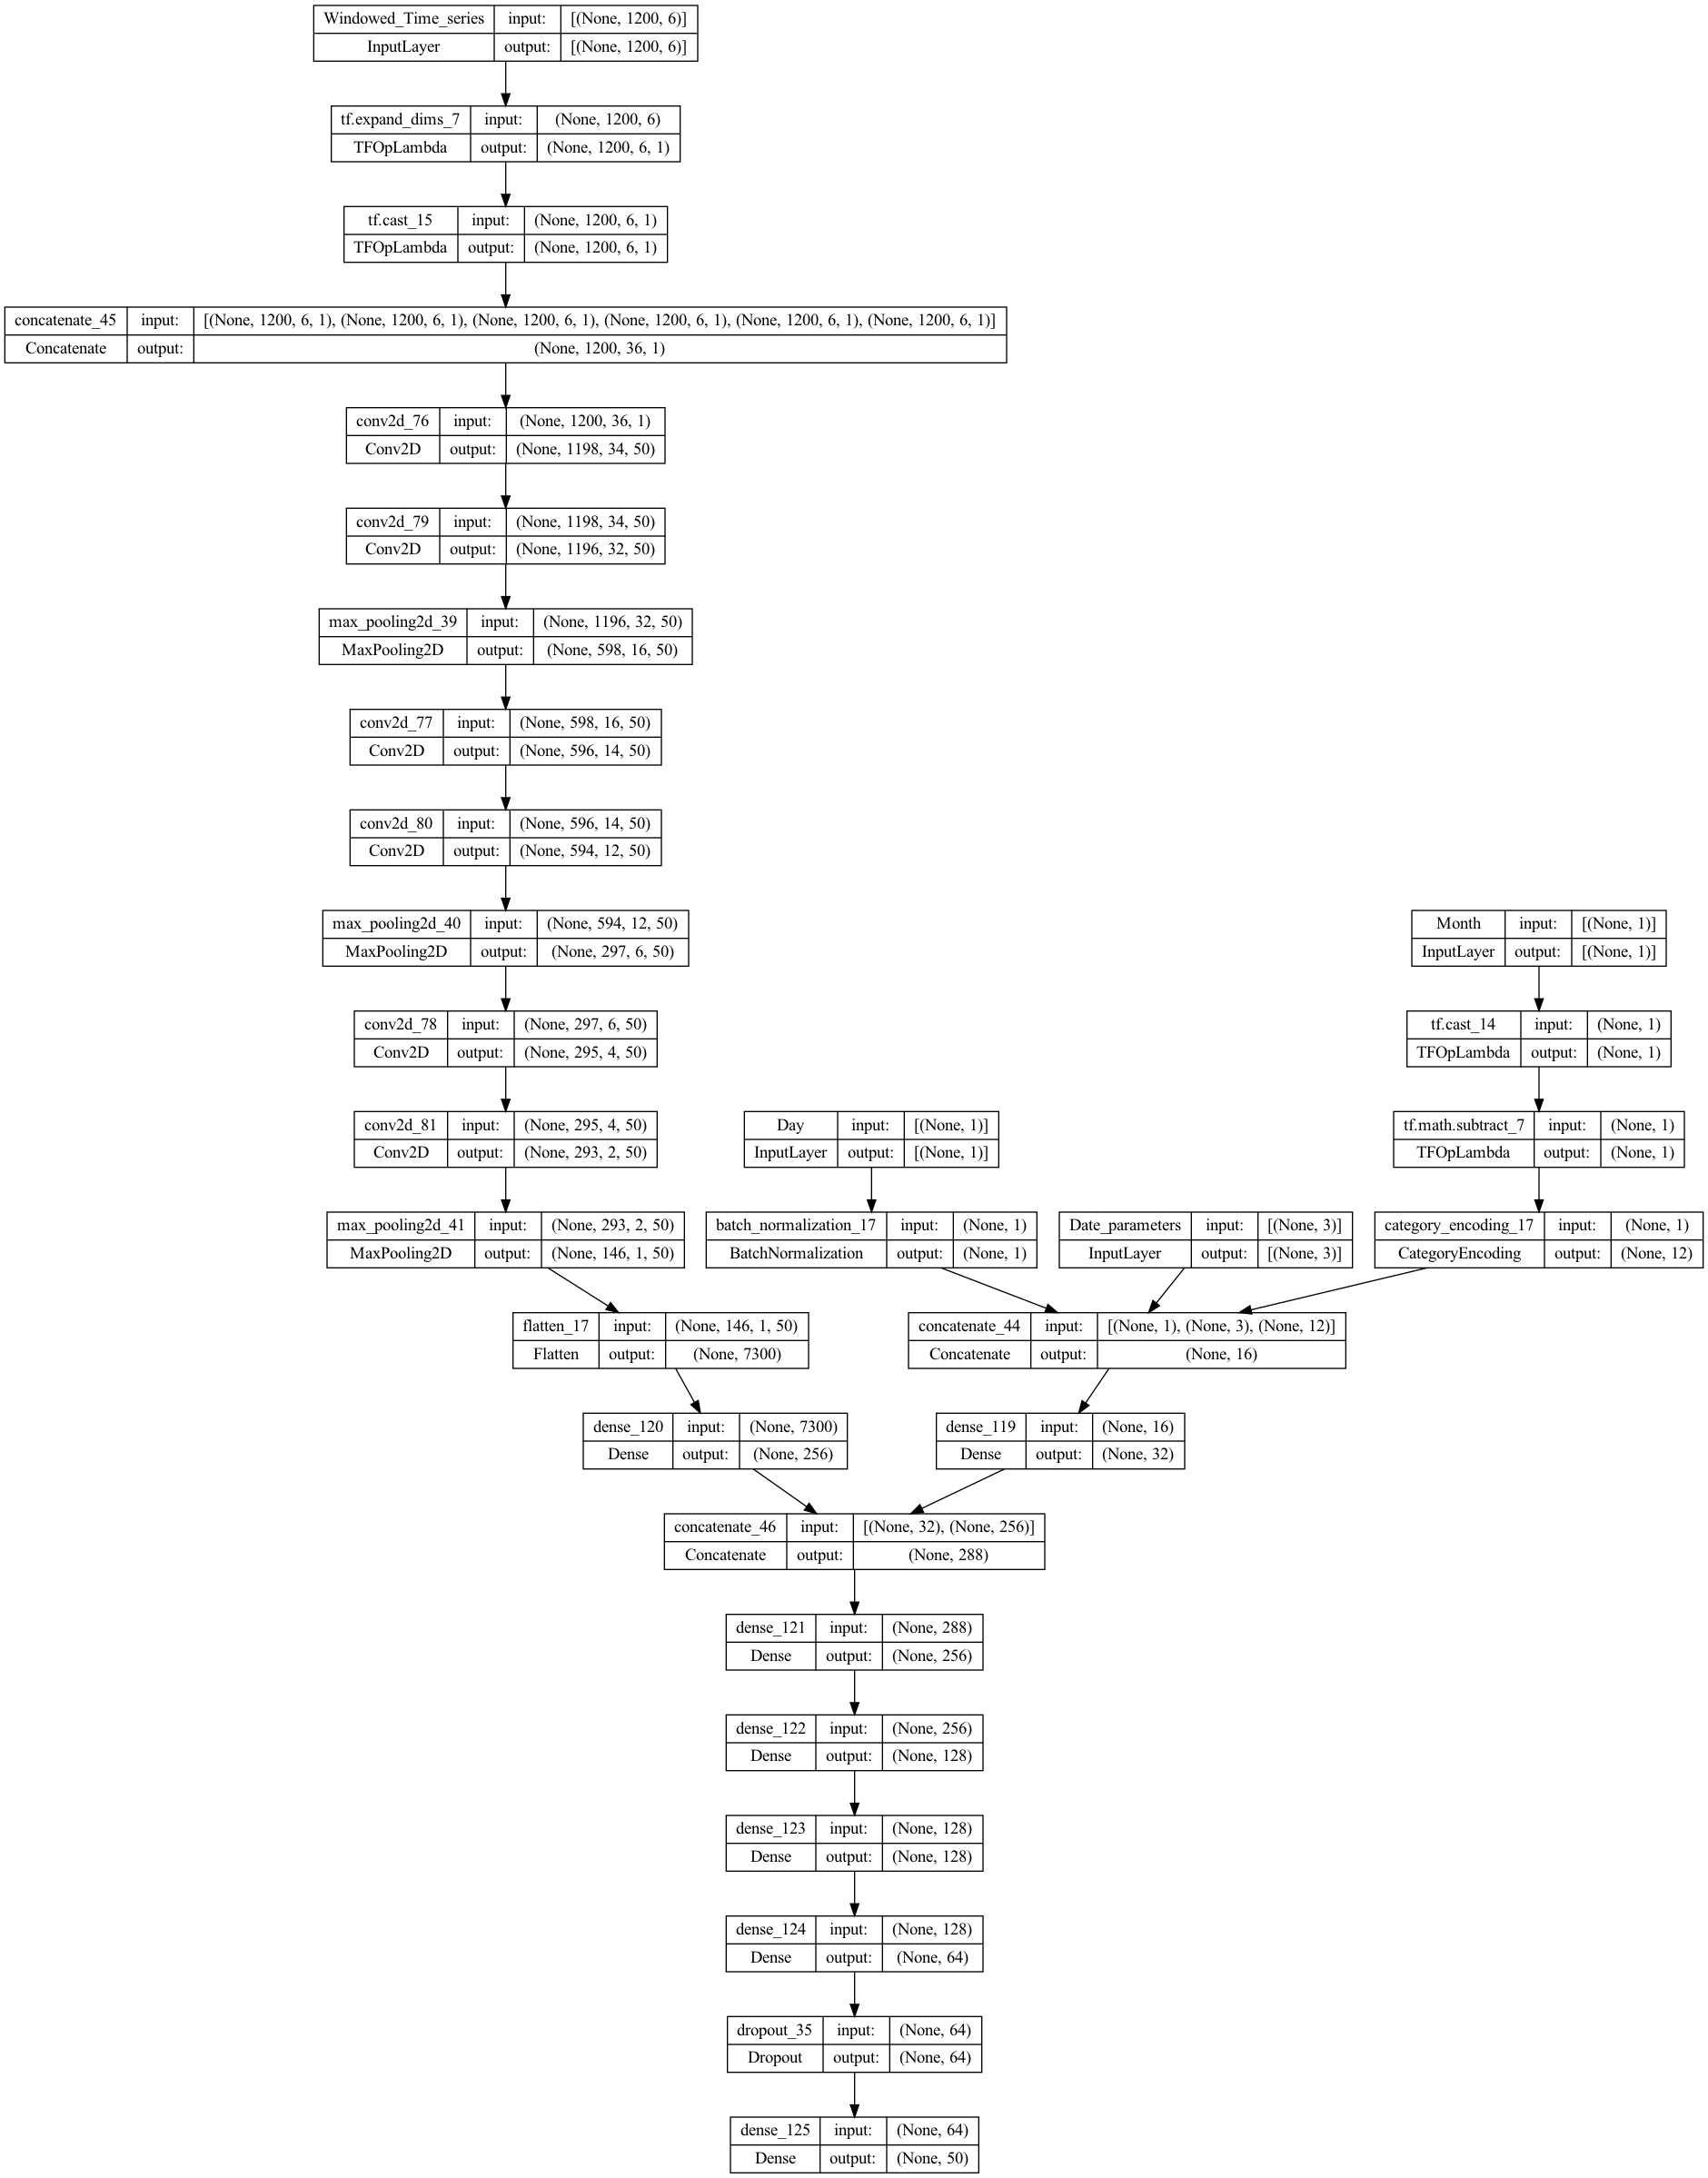 Windowed_Time_series input: [(None, 1200, 6)]
InputLayer output: [(None, 1200, 6)]
tf.expand_dims_7 input: (None, 1200, 6)
TFOpLambda output: (None, 1200, 6, 1)
tf.cast_15 input: (None, 1200, 6, 1)
TFOpLambda output: (None, 1200, 6, 1)
concatenate_45 input: [(None, 1200, 6, 1), (None, 1200, 6, 1), (None, 1200, 6, 1), (None, 1200, 6, 1), (None, 1200, 6, 1), (None, 1200, 6, 1)]
Concatenate output: (None, 1200, 36, 1)
conv2d_76 input: (None, 1200, 36, 1)
Conv2D output: (None, 1198, 34, 50)
conv2d_79 input: (None, 1198, 34, 50)
Conv2D output: (None, 1196, 32, 50)
max_pooling2d_39 input: (None, 1196, 32, 50)
MaxPooling2D output: (None, 598, 16, 50)
conv2d_77 input: (None, 598, 16, 50)
Conv2D output: (None, 596, 14, 50)
conv2d_80 input: (None, 596, 14, 50)
Conv2D output: (None, 594, 12, 50)
max_pooling2d_40 input: (None, 594, 12, 50)
MaxPooling2D output: (None, 297, 6, 50)
Month input: [(None, 1)]
InputLayer output: [(None, 1)]
conv2d_78 input: (None, 297, 6, 50)
Conv2D output: (None, 295, 4, 50)
tf.cast_14 input: (None, 1)
TFOpLambda output: (None, 1)
conv2d_81 input: (None, 295, 4, 50)
Conv2D output: (None, 293, 2, 50)
Day input: [(None, 1)]
InputLayer output: [(None, 1)]
tf.math.subtract_7 input: (None, 1)
TFOpLambda output: (None, 1)
max_pooling2d_41 input: (None, 293, 2, 50)
MaxPooling2D output: (None, 146, 1, 50)
batch_normalization_17 input: (None, 1)
BatchNormalization output: (None, 1)
Date_parameters input: [(None, 3)]
InputLayer output: [(None, 3)]
category_encoding_17 input: (None, 1)
CategoryEncoding output: (None, 12)
flatten_17 input: (None, 146, 1, 50)
Flatten output: (None, 7300)
concatenate_44 input: [(None, 1), (None, 3), (None, 12)]
Concatenate output: (None, 16)
dense_120 input: (None, 7300)
Dense output: (None, 256)
dense_119 input: (None, 16)
Dense output: (None, 32)
concatenate_46 input: [(None, 32), (None, 256)]
Concatenate output: (None, 288)
dense_121 input: (None, 288)
Dense output: (None, 256)
dense_122 input: (None, 256)
Dense output: (None, 128)
dense_123 input: (None, 128)
Dense output: (None, 128)
dense_124 input: (None, 128)
Dense output: (None, 64)
dropout_35 input: (None, 64)
Dropout output: (None, 64)
dense_125 input: (None, 64)
Dense output: (None, 50)